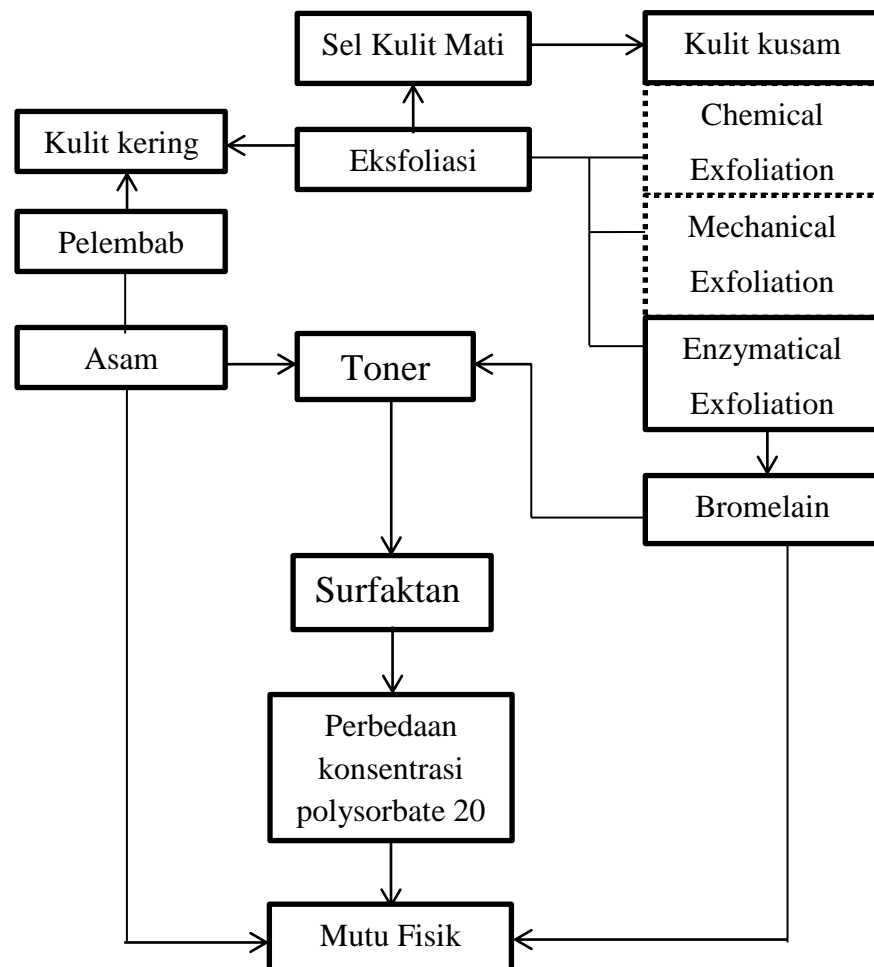 Sel Kulit Mati
Kulit kusam
Chemical
Exfoliation
Kulit kering
Eksfoliasi
Mechanical
Exfoliation
Pelembab
Asam
Toner
Enzymatical
Exfoliation
Bromelain
Surfaktan
Perbedaan
konsentrasi
polysorbate 20
Mutu Fisik